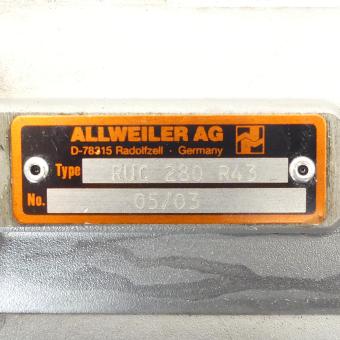 ALLWEILER AG
D-78315 Radolfzell · Germany
Type RUC 280 R43
No. 05/03